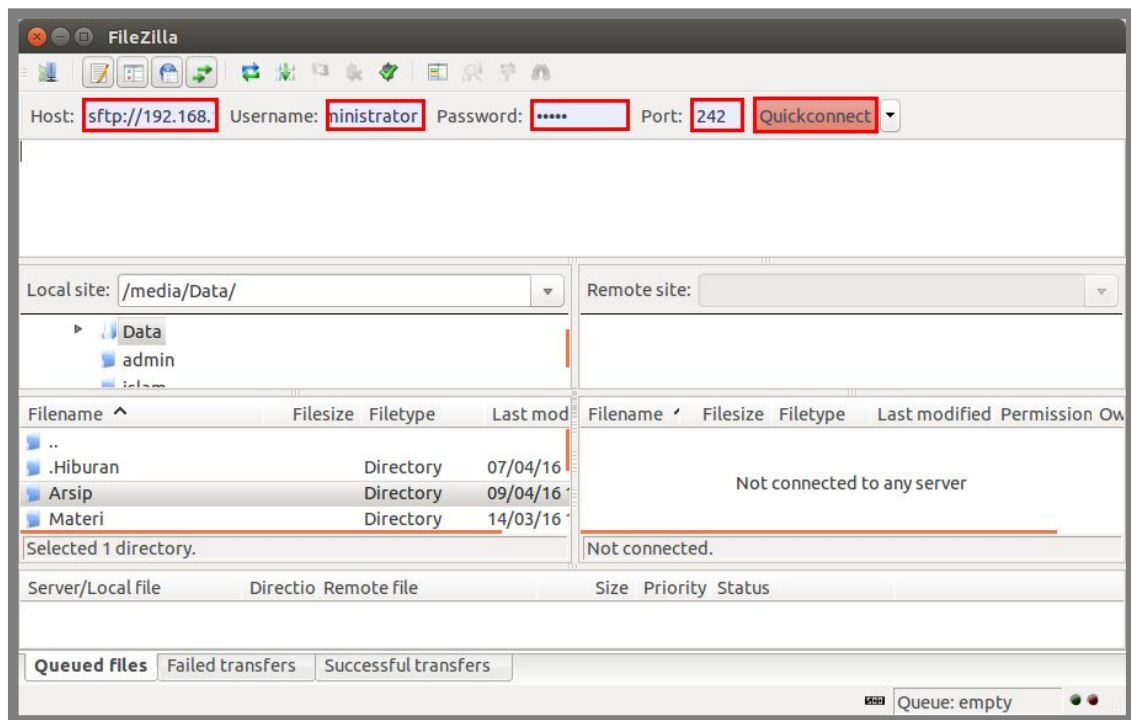 FileZilla
Host: sftp://192.168. Username: ninistrator Password: ••••• Port: 242 Quickconnect
Local site: /media/Data/ Remote site:
Data
admin
Filename Filesize Filetype Last mod Filename Filesize Filetype Last modified Permission Ow
..
.Hiburan Directory 07/04/16
Arsip Directory 09/04/16
Not connected to any server
Materi Directory 14/03/16
Selected 1 directory. Not connected.
Server/Local file Directio Remote file Size Priority Status
Queued files Failed transfers Successful transfers
Queue: empty